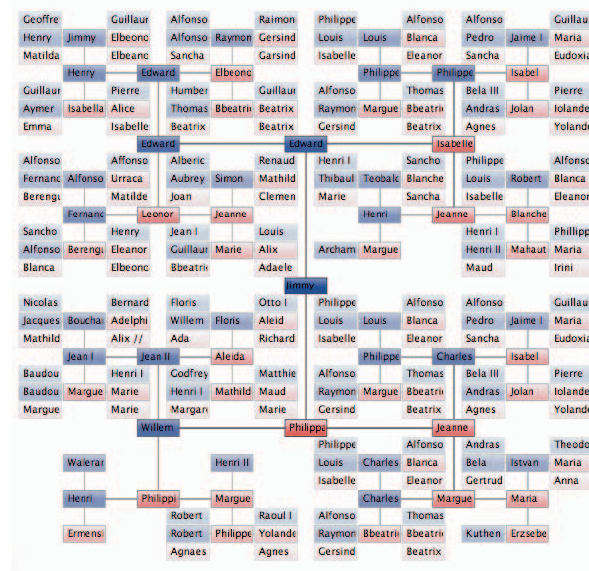 Geoffre Guillaur Alfonso Raimon Philippe Alfonso Alfonso Guillau
Henry Jimmy Elbeono Alfonso Raymon Gersind Louis Louis Blanca Pedro Jaime I Maria
Matilda Elbeanc Sancha Garsind Isabelle Eleanor Sancha Eudoxia
Henry Edward Elbeono Philippe Philippe Isabel
Guillaur Pierre Humber Guillaur Alfonso Thomas Bela III Pierre
Aymer Isabella Alice Thomas Bbeatri Beatrix Raymon Margue Bbeatri Andras Jolan Iolande
Emma Isabelle Beatrix Beatrix Gersind Beatrix Agnes Yolande
Edward Edward Isabelle
Alfonso Affonso Alberic Renaud Henri I Sancho Philippe Alfonso
Fernanc Alfonso Urraca Aubrey Simon Mathild Thibaul Teobalc Blanche Louis Robert Blanca
Berengu Matilde Joan Clemen Marie Sancha Isabelle Eleanor
Fernanc Leonor Jeanne Henri Jeanne Blanche
Sancho Henry Jean I Louis Henri I Phillipp
Alfonso Berengu Eleanor Guillaur Marie Alix Archam Margue Henri II Mahaut Maria
Blanca Elbeono Bbeatri Adaele Maud Irini
Jimmy
Nicolas Bernard Floris Otto I Philippe Alfonso Alfonso Guillau
Jacques Bouchar Adelphi Willem Floris Aleid Louis Louis Blanca Pedro Jaime I Maria
Mathild Alix // Ada Richard Isabelle Eleanor Sancha Eudoxia
Jean I Jean II Aleida Philippe Charles Isabel
Baudou Henri I Godfrey Matthie Alfonso Thomas Bela III Pierre
Baudou Margue Marie Henri I Mathild Maud Raymon Margue Bbeatri Andras Jolan Iolande
Margue Marie Margare Marie Gersind Beatrix Agnes Yolande
Willem Philippa Jeanne
Philippe Alfonso Andras Theodo
Waleran Henri II Louis Charles Blanca Bela Istvan Maria
Isabelle Eleanor Gertrud Anna
Henri Philippi Margue Charles Margue Maria
Robert Raoul I Alfonso Thomas
Ermensi Robert Philippe Yolande Raymon Bbeatri Bbeatri Kuthen Erzsebe
Agnaes Agnes Gersind Beatrix